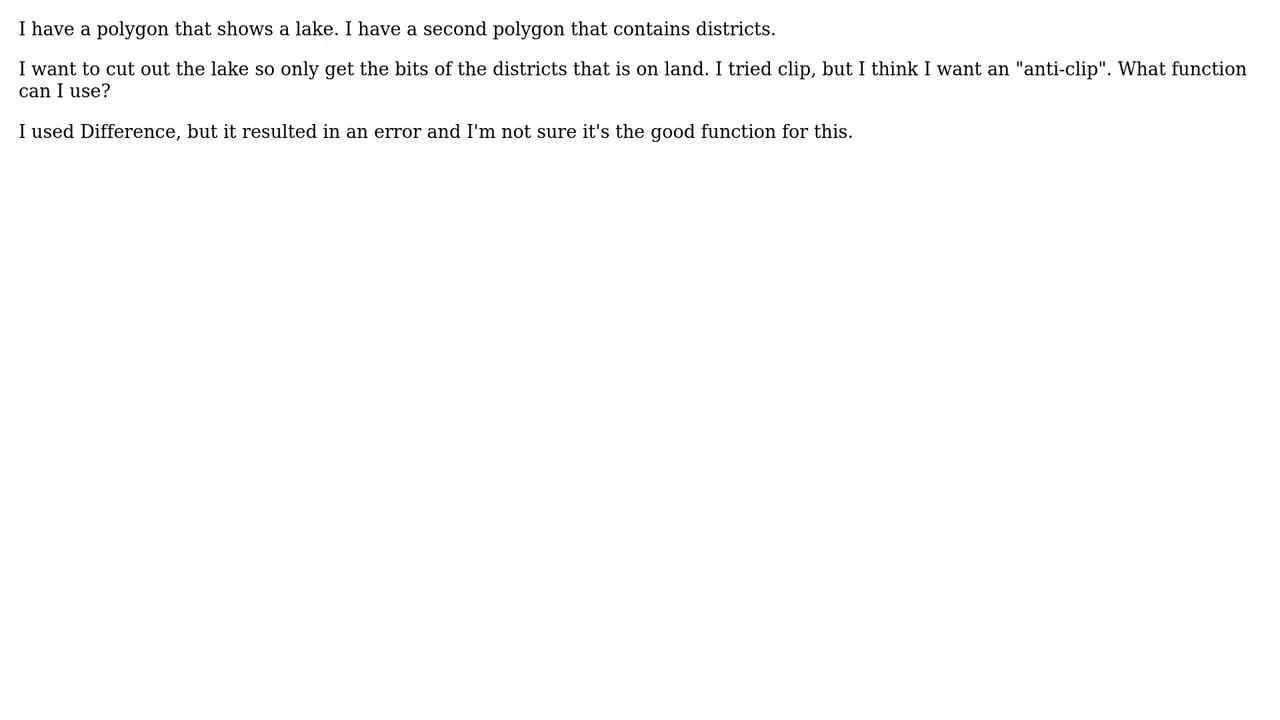 I have a polygon that shows a lake. I have a second polygon that contains districts.
I want to cut out the lake so only get the bits of the districts that is on land. I tried clip, but I think I want an "anti-clip". What function
can I use?
I used Difference, but it resulted in an error and I'm not sure it's the good function for this.